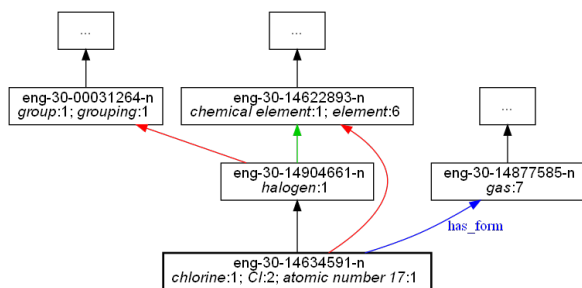 ...
...
eng-30-00031264-n
group:1; grouping:1
eng-30-14622893-n
chemical element:1; element:6
...
eng-30-14904661-n
halogen:1
eng-30-14877585-n
gas:7
has_form
eng-30-14634591-n
chlorine:1; Cl:2; atomic number 17:1